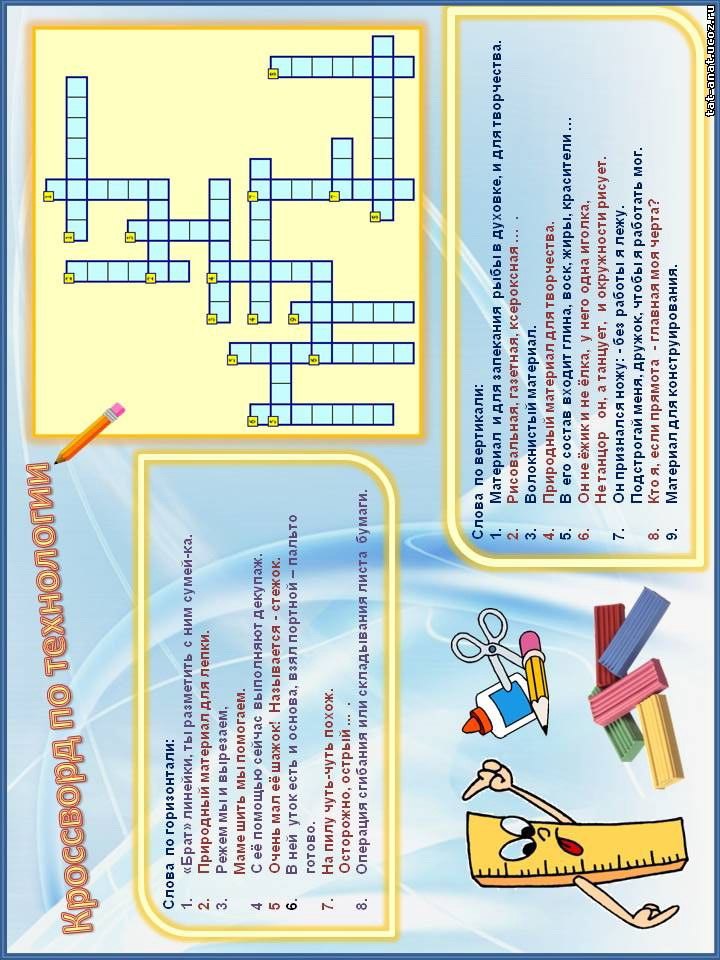 Кроссворд по технологии
Слова по горизонтали:
1. «Брат» линейки, ты разметить с ним сумей-ка.
2. Природный материал для лепки.
3. Режем мы и вырезаем,
Маме шить мы помогаем.
4 С её помощью сейчас выполняют декупаж.
5 Очень мал её шажок! Называется - стежок.
6. В ней уток есть и основа, взял портной – пальто
готово.
7. На пилу чуть-чуть похож.
Осторожно, острый … .
8. Операция сгибания или складывания листа бумаги.
Слова по вертикали:
1. Материал и для запекания рыбы в духовке, и для творчества.
2. Рисовальная, газетная, ксероксная … .
3. Волокнистый материал.
4. Природный материал для творчества.
5. В его состав входит глина, воск, жиры, красители …
6. Он не ёжик и не ёлка, у него одна иголка,
Не танцор он, а танцует, и окружности рисует.
7. Он признался ножу: - без работы я лежу.
Подстрогай меня, дружок, чтобы я работать мог.
8. Кто я, если прямота - главная моя черта?
9. Материал для конструирования.
tat-anat.ucoz.ru